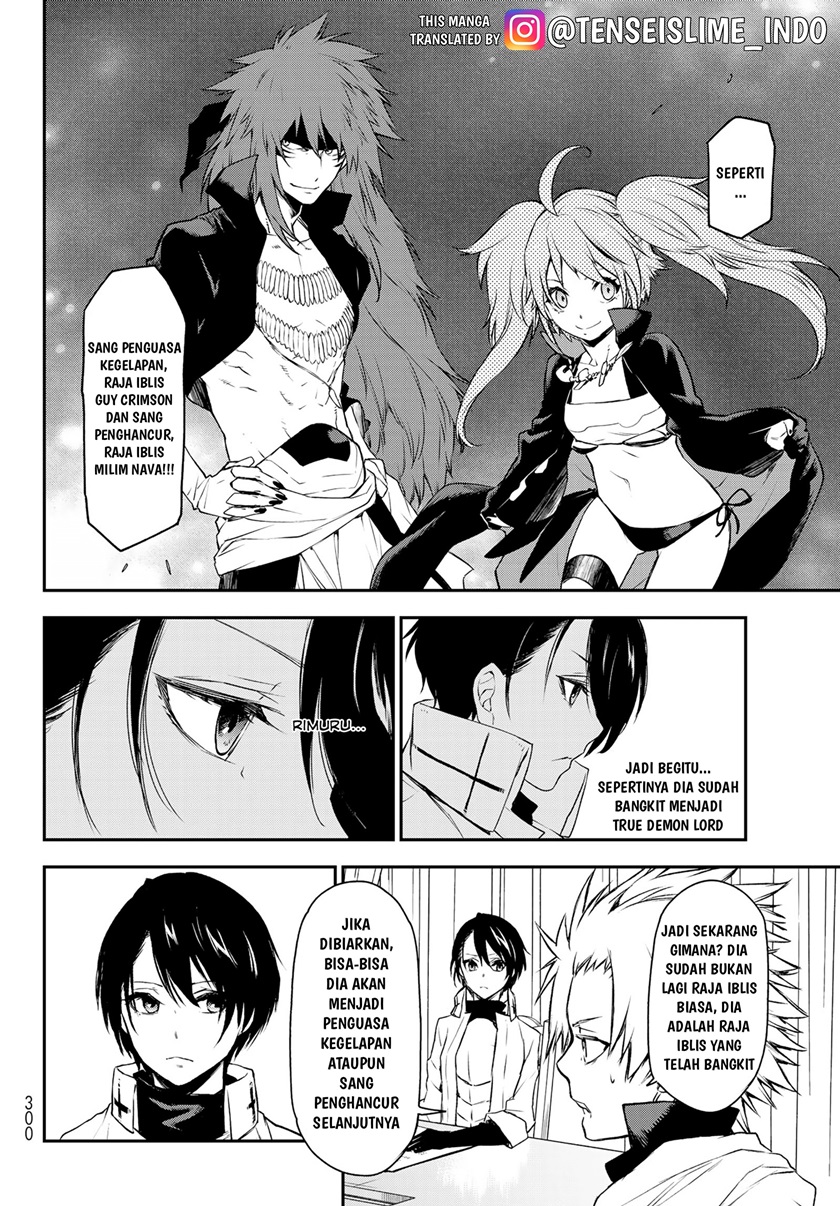 THIS MANGA
TRANSLATED BY @TENSEISLIME_INDO
SEPERTI
...
SANG PENGUASA
KEGELAPAN,
RAJA IBLIS
GUY CRIMSON
DAN SANG
PENGHANCUR,
RAJA IBLIS
MILIM NAVA!!!
RIMURU...
JADI BEGITU...
SEPERTINYA DIA SUDAH
BANGKIT MENJADI
TRUE DEMON LORD
JIKA
DIBIARKAN,
BISA-BISA
DIA AKAN
MENJADI
PENGUASA
KEGELAPAN
ATAUPUN
SANG
PENGHANCUR
SELANJUTNYA
JADI SEKARANG
GIMANA? DIA
SUDAH BUKAN
LAGI RAJA IBLIS
BIASA, DIA
ADALAH RAJA
IBLIS YANG
TELAH BANGKIT
300